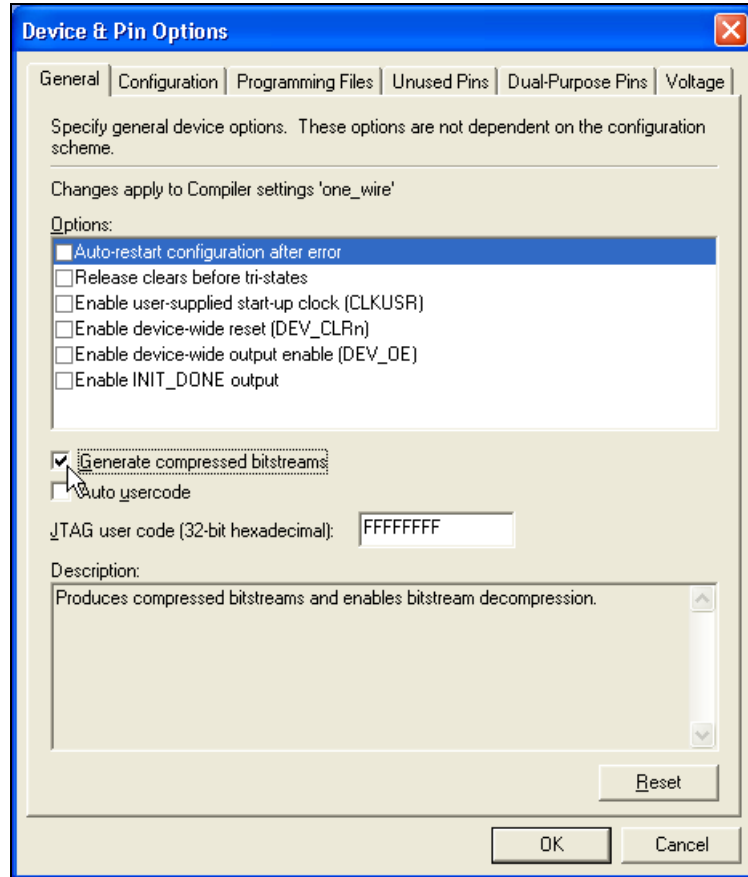 Device & Pin Options
General
Configuration
Programming Files
Unused Pins
Dual-Purpose Pins
Voltage
Specify general device options. These options are not dependent on the configuration
scheme.
Changes apply to Compiler settings 'one_wire'
Options:
Auto-restart configuration after error
Release clears before tri-states
Enable user-supplied start-up clock (CLKUSR)
Enable device-wide reset (DEV_CLRn)
Enable device-wide output enable (DEV_OE)
Enable INIT_DONE output
Generate compressed bitstreams
Auto usercode
JTAG user code (32-bit hexadecimal):
FFFFFFFF
Description:
Produces compressed bitstreams and enables bitstream decompression.
Reset
OK
Cancel